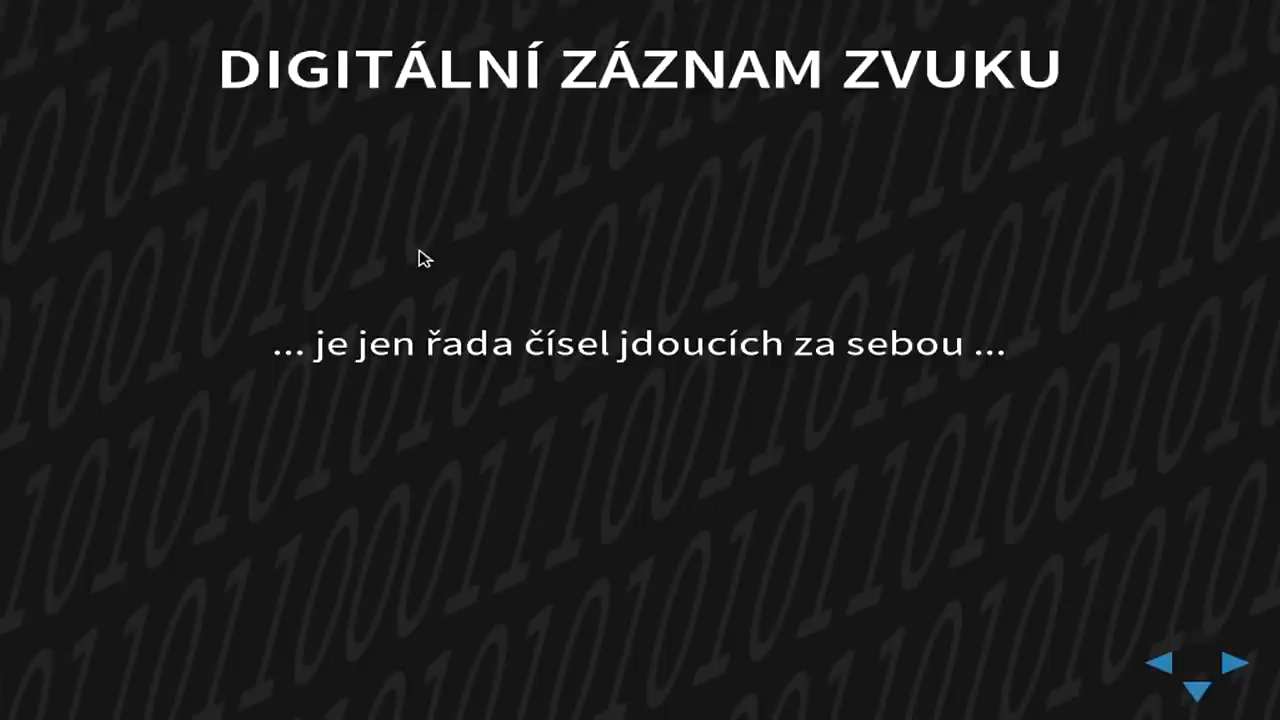 DIGITÁLNÍ ZÁZNAM ZVUKU
... je jen řada čísel jdoucích za sebou ...